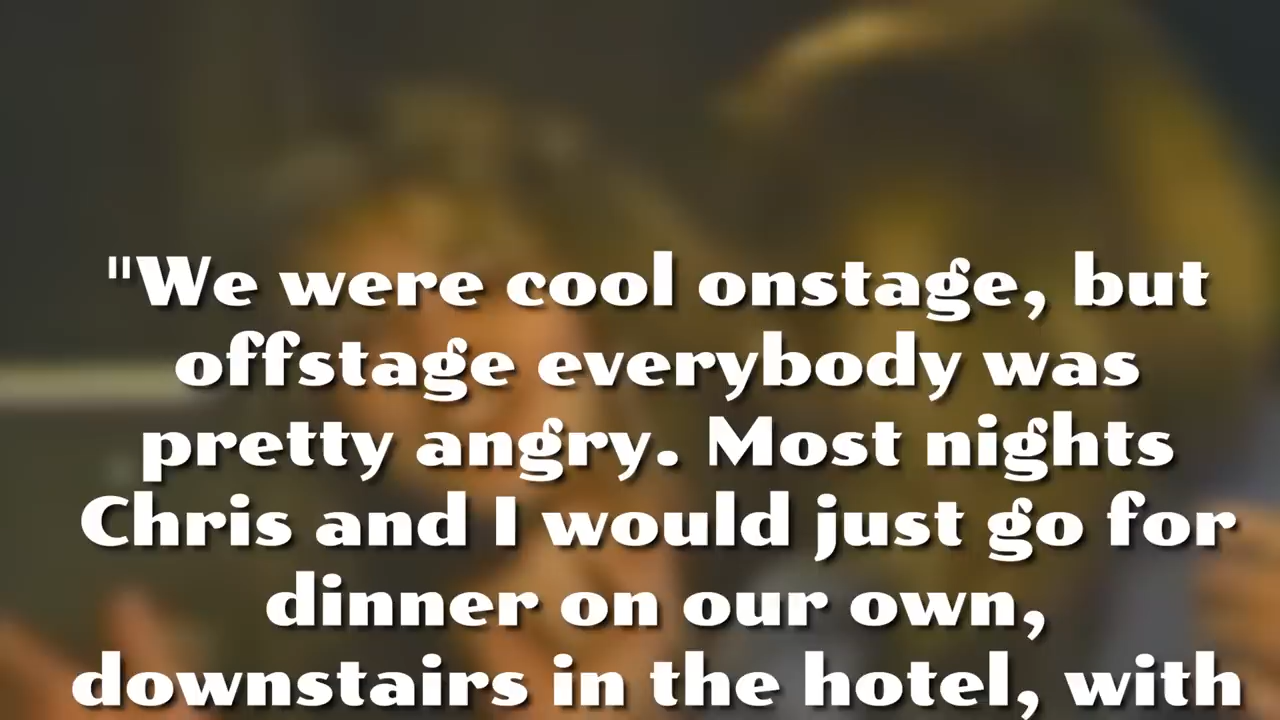 "We were cool onstage, but
offstage everybody was
pretty angry. Most nights
Chris and I would just go for
dinner on our own,
downstairs in the hotel, with